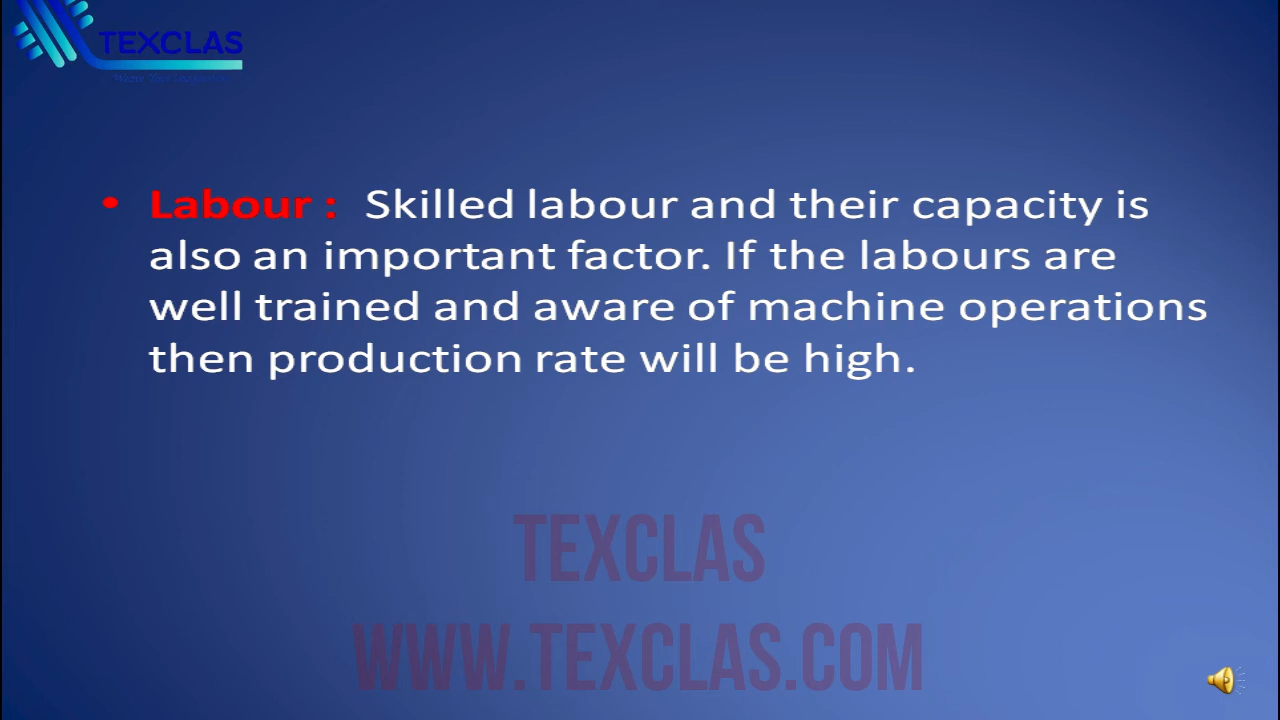 TEXCLAS
• Labour : Skilled labour and their capacity is
also an important factor. If the labours are
well trained and aware of machine operations
then production rate will be high.
TEXCLAS
WWW.TEXCLAS.COM